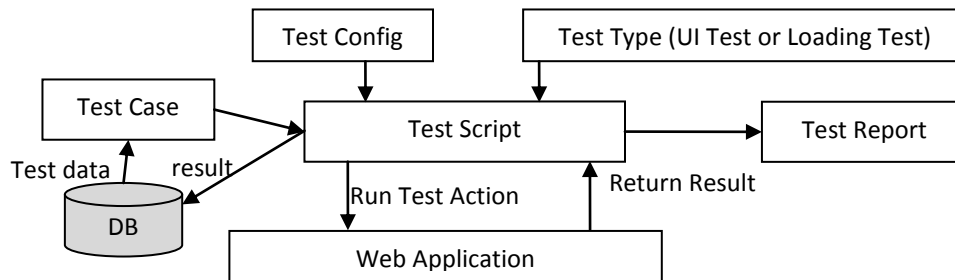 Test Config
Test Type (UI Test or Loading Test)
Test Case
Test Script
Test Report
Test data
result
Run Test Action
Return Result
DB
Web Application